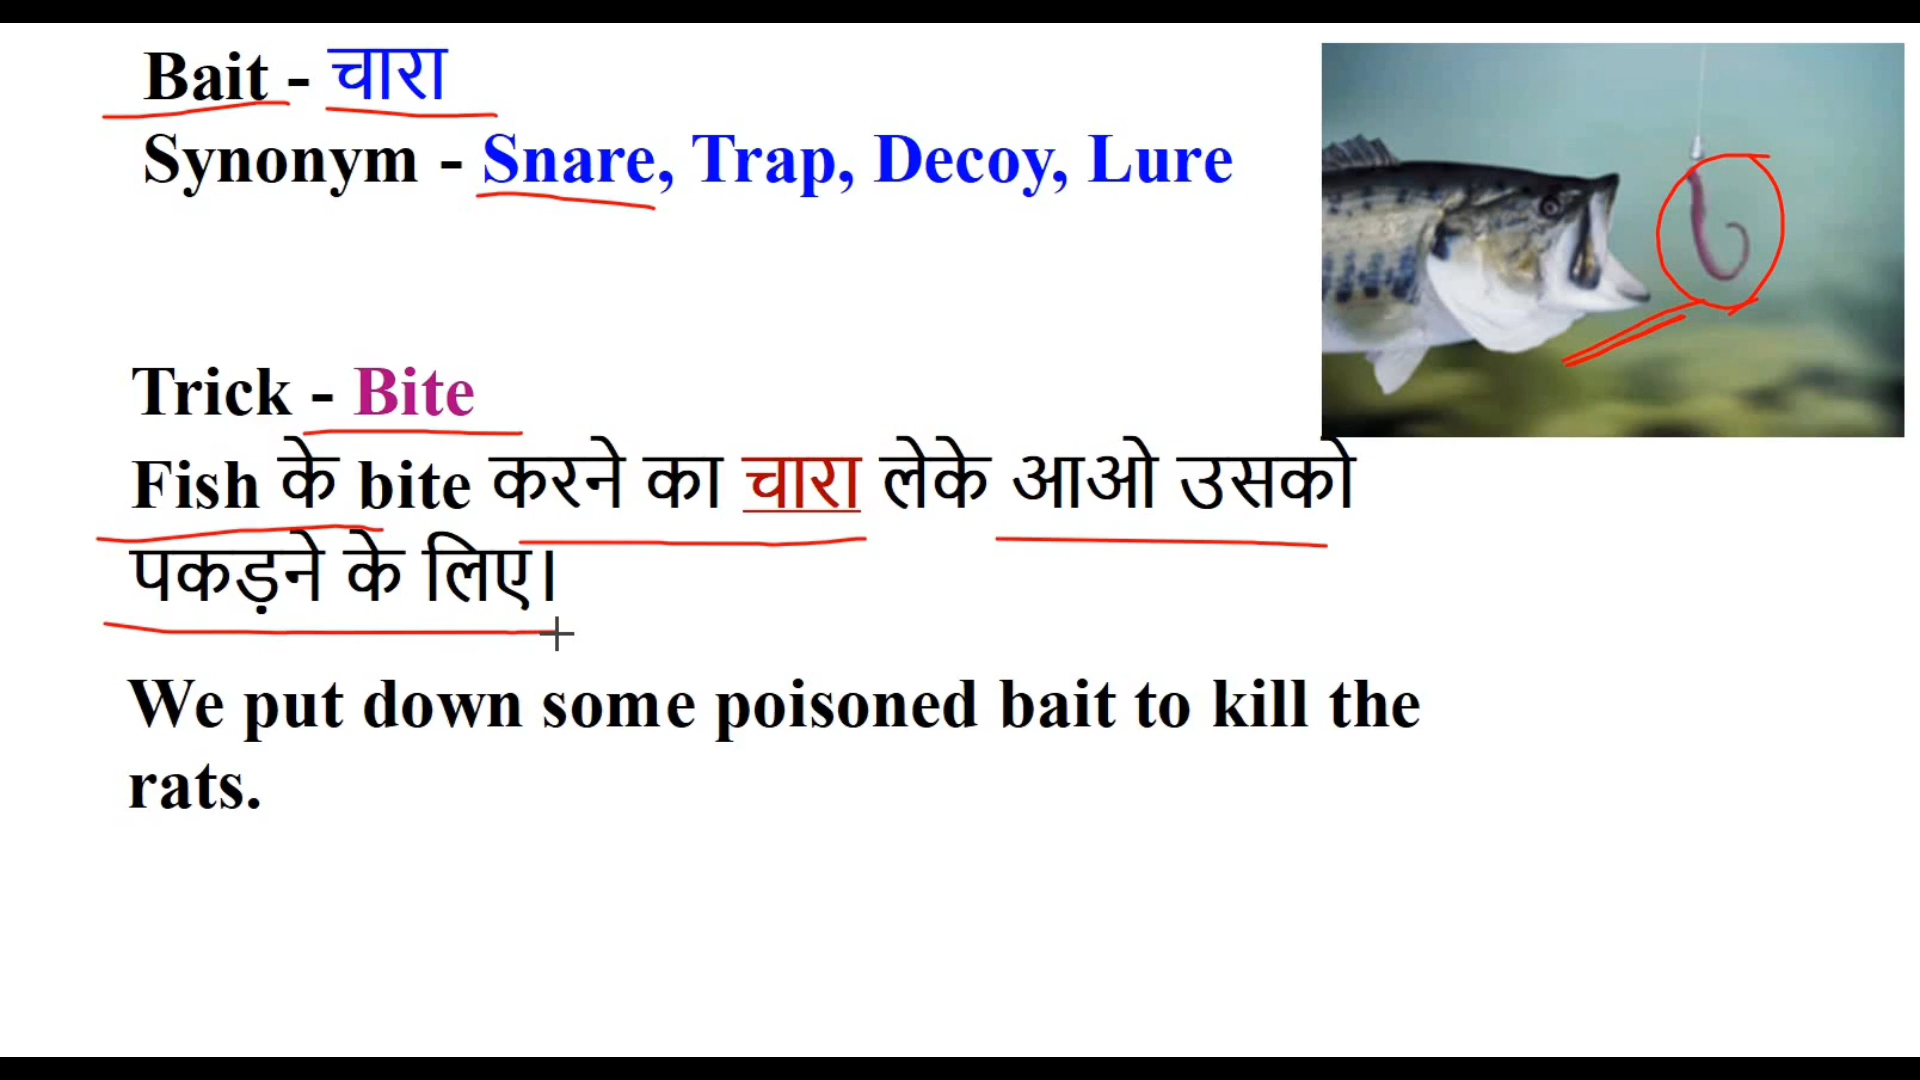 Bait - चारा
Synonym - Snare, Trap, Decoy, Lure
Trick - Bite
Fish के bite करने का चारा लेके आओ उसको
पकड़ने के लिए।
We put down some poisoned bait to kill the
rats.